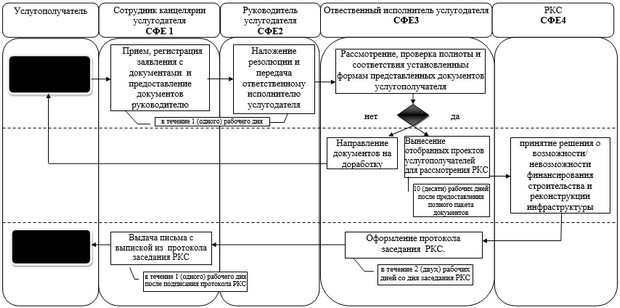 Услугополучатель
Сотрудник канцелярии
услугодателя
СФЕ 1
Руководитель
услугодателя
СФЕ2
Ответственный исполнитель услугодателя
СФЕ3
РКС
СФЕ4
Прием, регистрация
заявления с
документами и
предоставление
документов
руководителю
Наложение
резолюции и
передача
ответственному
исполнителю
услугодателя
в течение 1 (одного) рабочего дня
Рассмотрение, проверка полноты и
соответствия установленным
формам представленных документов
услугополучателя
нет
да
Направление
документов на
доработку
Вынесение
отобранных проектов
услугополучателей
для рассмотрения РКС
10 (десяти) рабочих дней
после предоставления
полного пакета
документов
принятие решения о
возможности/
невозможности
финансирования
строительства и
реконструкции
инфраструктуры
Выдача письма с
выпиской из протокола
заседания РКС
в течение 1 (одного) рабочего дня
после подписания протокола РКС
Оформление протокола
заседания РКС.
в течение 2 (двух) рабочих
дней со дня заседания РКС